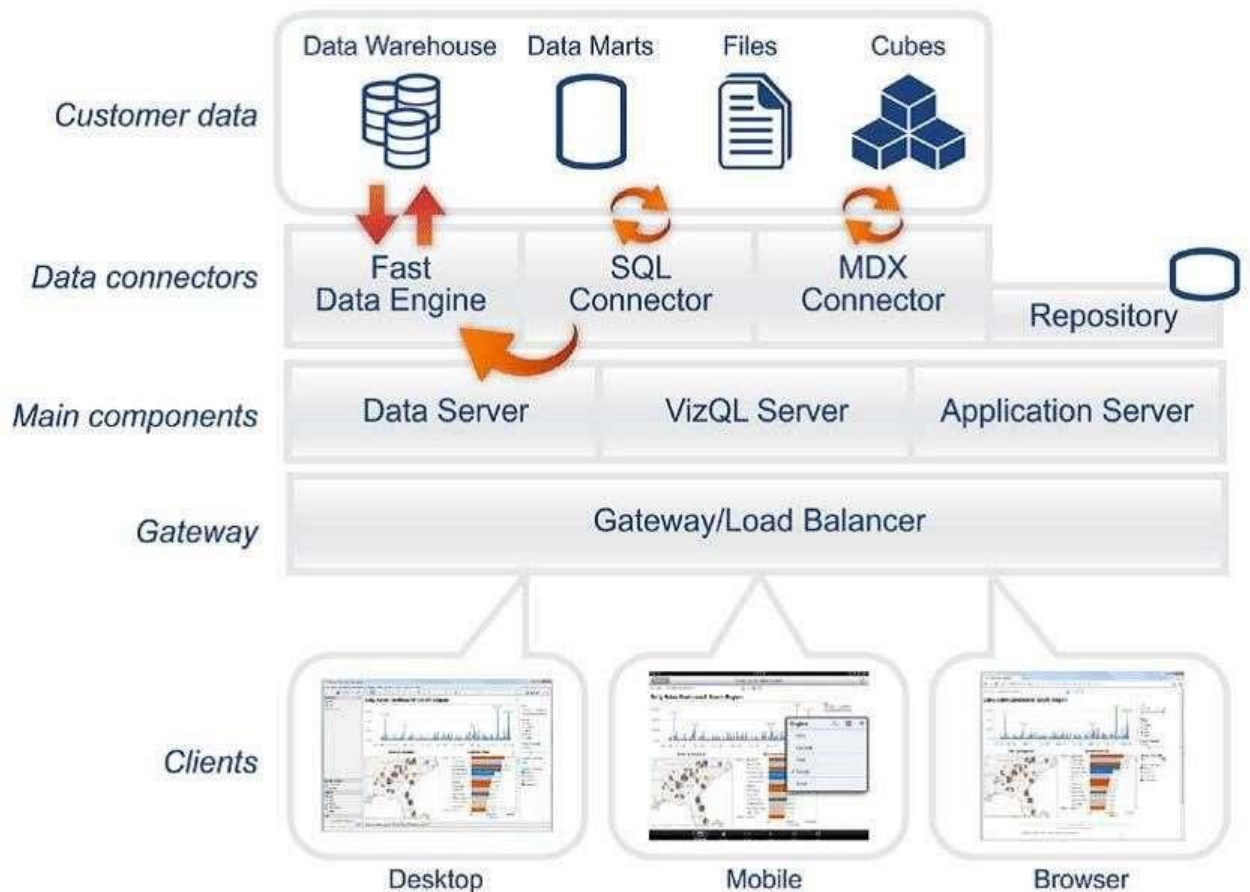 Data Warehouse
Data Marts
Files
Cubes
Customer data
Data connectors
Fast
Data Engine
SQL
Connector
MDX
Connector
Repository
Main components
Data Server
VizQL Server
Application Server
Gateway
Gateway/Load Balancer
Clients
Desktop
Mobile
Browser